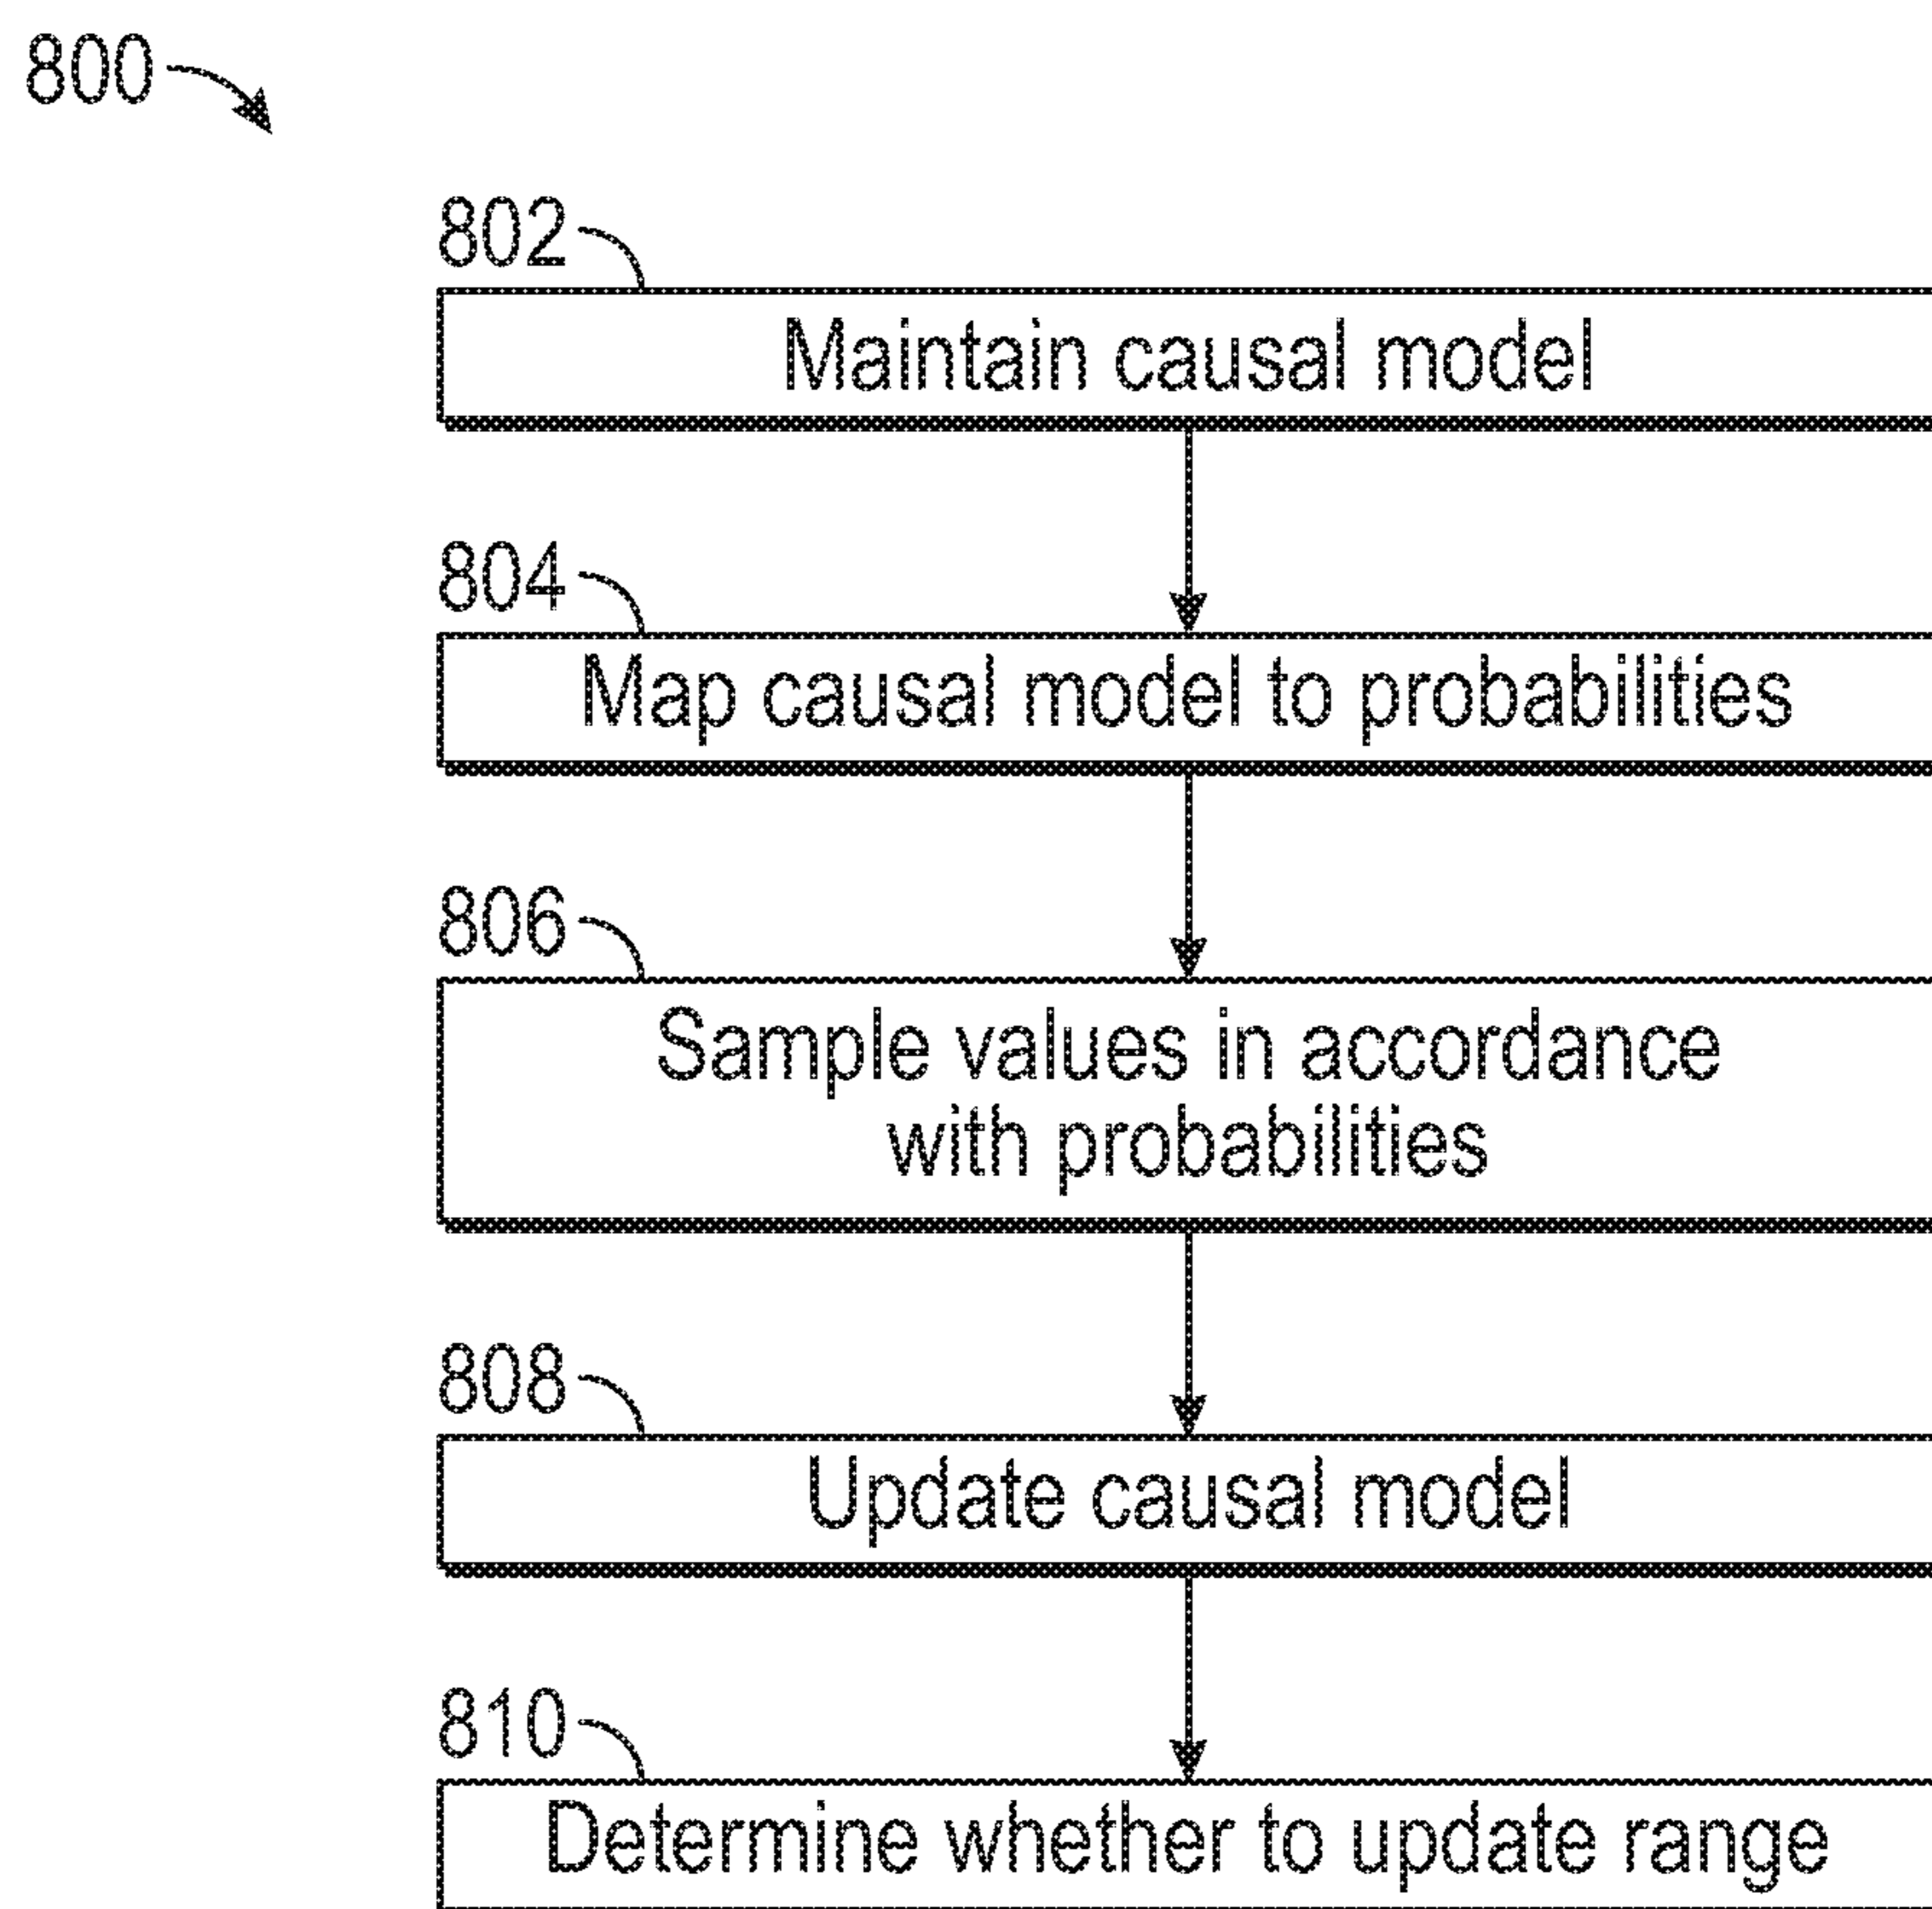 800
802
Maintain causal model
804
Map causal model to probabilities
806
Sample values in accordance
with probabilities
808
Update causal model
810
Determine whether to update range